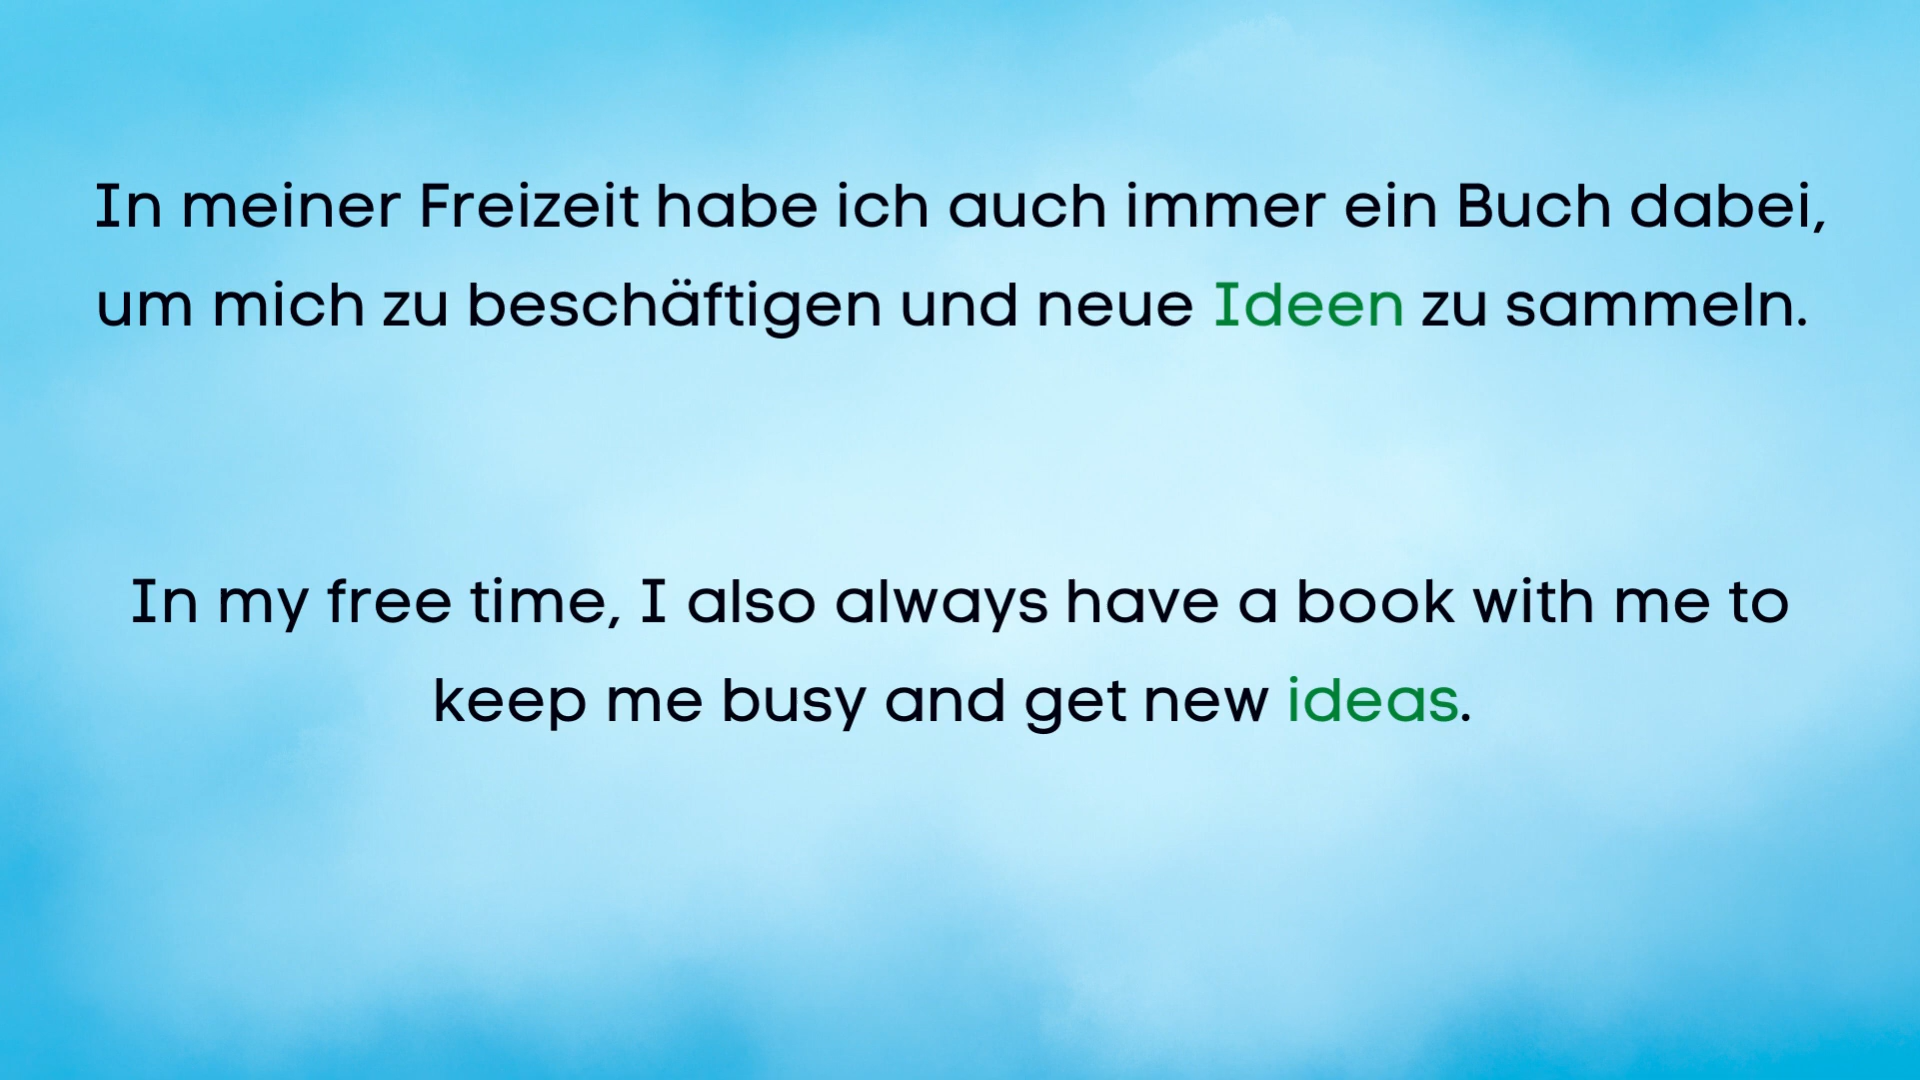 In meiner Freizeit habe ich auch immer ein Buch dabei,
um mich zu beschäftigen und neue Ideen zu sammeln.
In my free time, I also always have a book with me to
keep me busy and get new ideas.